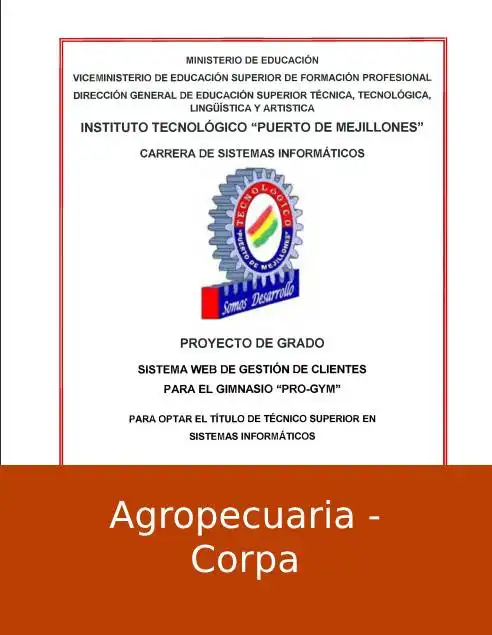 MINISTERIO DE EDUCACIÓN
VICEMINISTERIO DE EDUCACIÓN SUPERIOR DE FORMACIÓN PROFESIONAL
DIRECCIÓN GENERAL DE EDUCACIÓN SUPERIOR TÉCNICA, TECNOLÓGICA,
LINGÜÍSTICA Y ARTISTICA
INSTITUTO TECNOLÓGICO “PUERTO DE MEJILLONES”
CARRERA DE SISTEMAS INFORMÁTICOS
TECNOLÓGICO
"PUERTO DE MEJILLONES"
Somos Desarrollo
PROYECTO DE GRADO
SISTEMA WEB DE GESTIÓN DE CLIENTES
PARA EL GIMNASIO “PRO-GYM”
PARA OPTAR EL TÍTULO DE TÉCNICO SUPERIOR EN
SISTEMAS INFORMÁTICOS
Agropecuaria -
Corpa